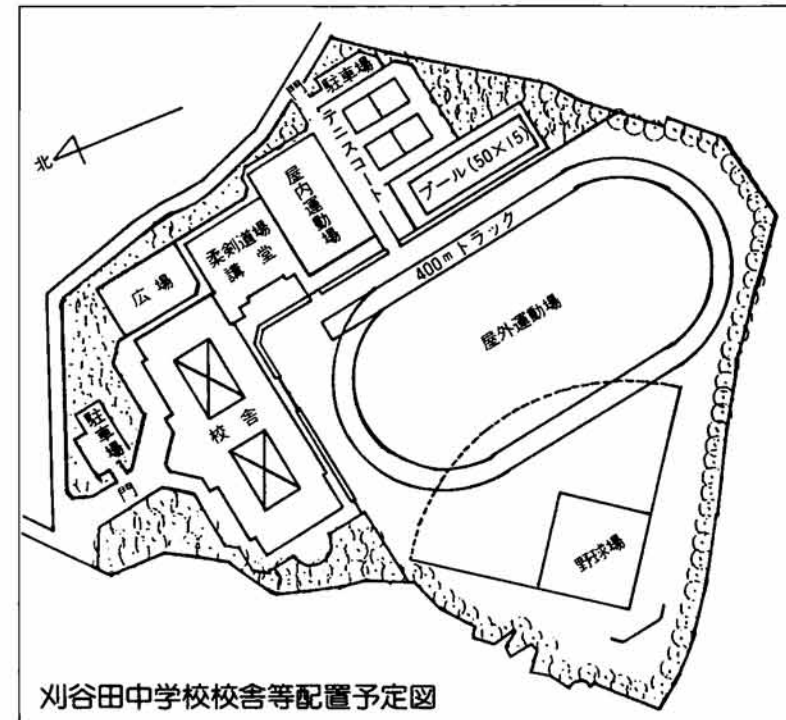 北
門
駐車場
テニスコート
プール(50×15)
屋内運動場
柔剣道場
講堂
広場
400mトラック
屋外運動場
校舎
駐車場
門
野球場
刈谷田中学校校舎等配置予定図